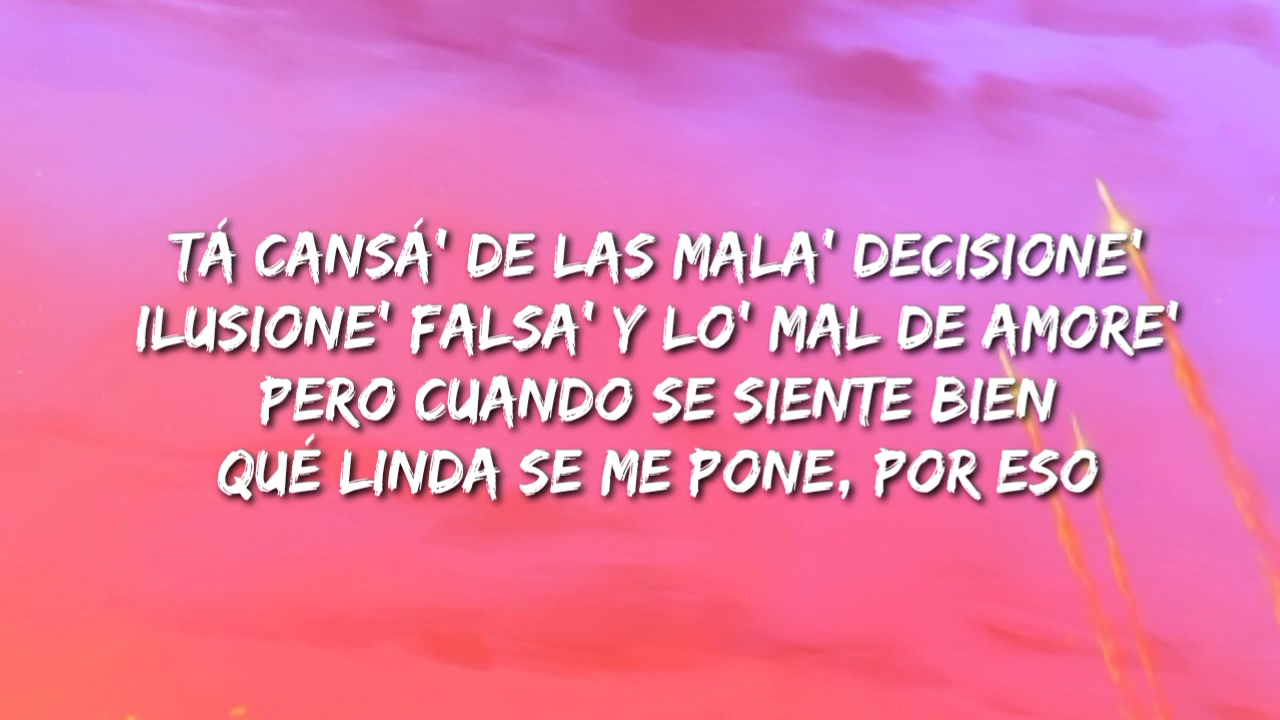 TÁ CANSÁ' DE LAS MALA' DECISIONE'
ILUSIONE' FALSA' Y LO' MAL DE AMORE'
PERO CUANDO SE SIENTE BIEN
QUÉ LINDA SE ME PONE, POR ESO